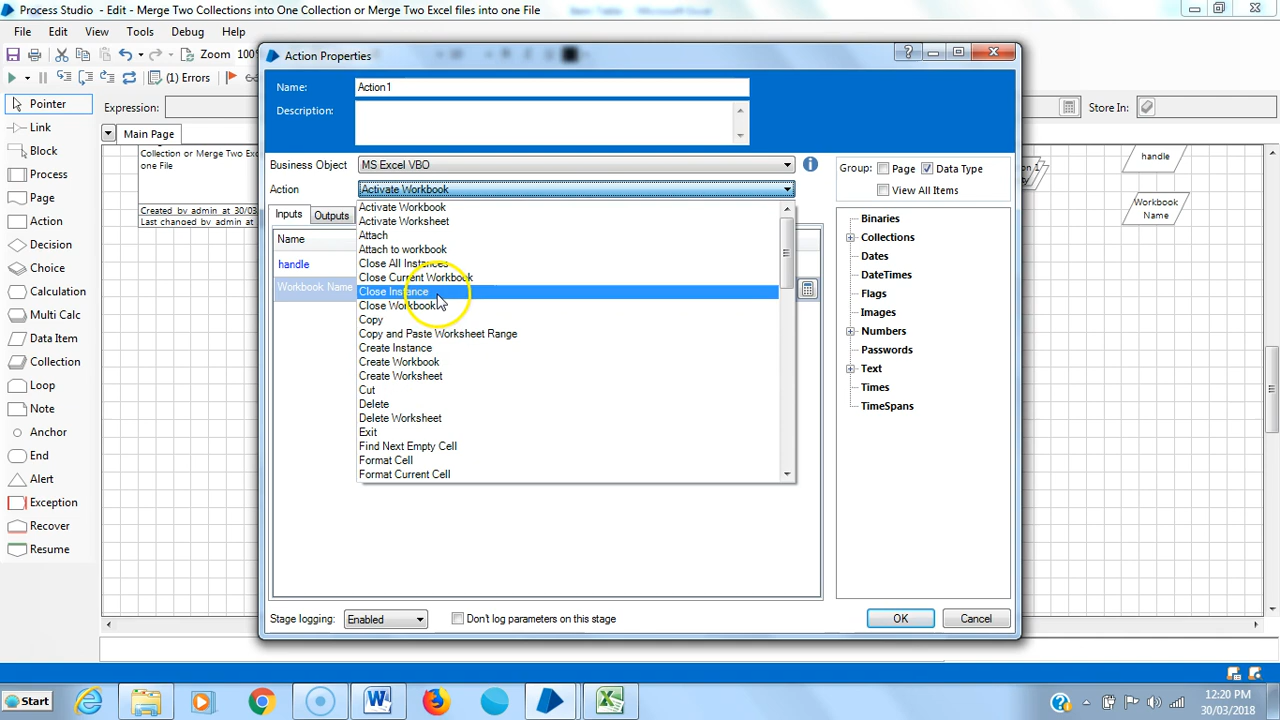 Process Studio - Edit - Merge Two Collections into One Collection or Merge Two Excel files into one File
File Edit View Tools Debug Help
Zoom 100%
(1) Errors
Pointer
Link
Block
Process
Page
Action
Decision
Choice
Calculation
Multi Calc
Data Item
Collection
Loop
Note
Anchor
End
Alert
Exception
Recover
Resume
Expression:
Store In:
Main Page
Collection or Merge Two Exce
one File
Created by admin at 30/03
Last changed by admin at
Action Properties
Name: Action1
Description:
Business Object MS Excel VBO
Action Activate Workbook
Inputs Outputs
Name
handle
Workbook Name
Activate Workbook
Activate Worksheet
Attach
Attach to workbook
Close All Instances
Close Current Workbook
Close Instance
Close Workbook
Copy
Copy and Paste Worksheet Range
Create Instance
Create Workbook
Create Worksheet
Cut
Delete
Delete Worksheet
Exit
Find Next Empty Cell
Format Cell
Format Current Cell
Stage logging: Enabled Don't log parameters on this stage
Group: Page Data Type
View All Items
Binaries
Collections
Dates
DateTimes
Flags
Images
Numbers
Passwords
Text
Times
TimeSpans
OK Cancel
handle
Workbook
Name
Start
12:20 PM
30/03/2018